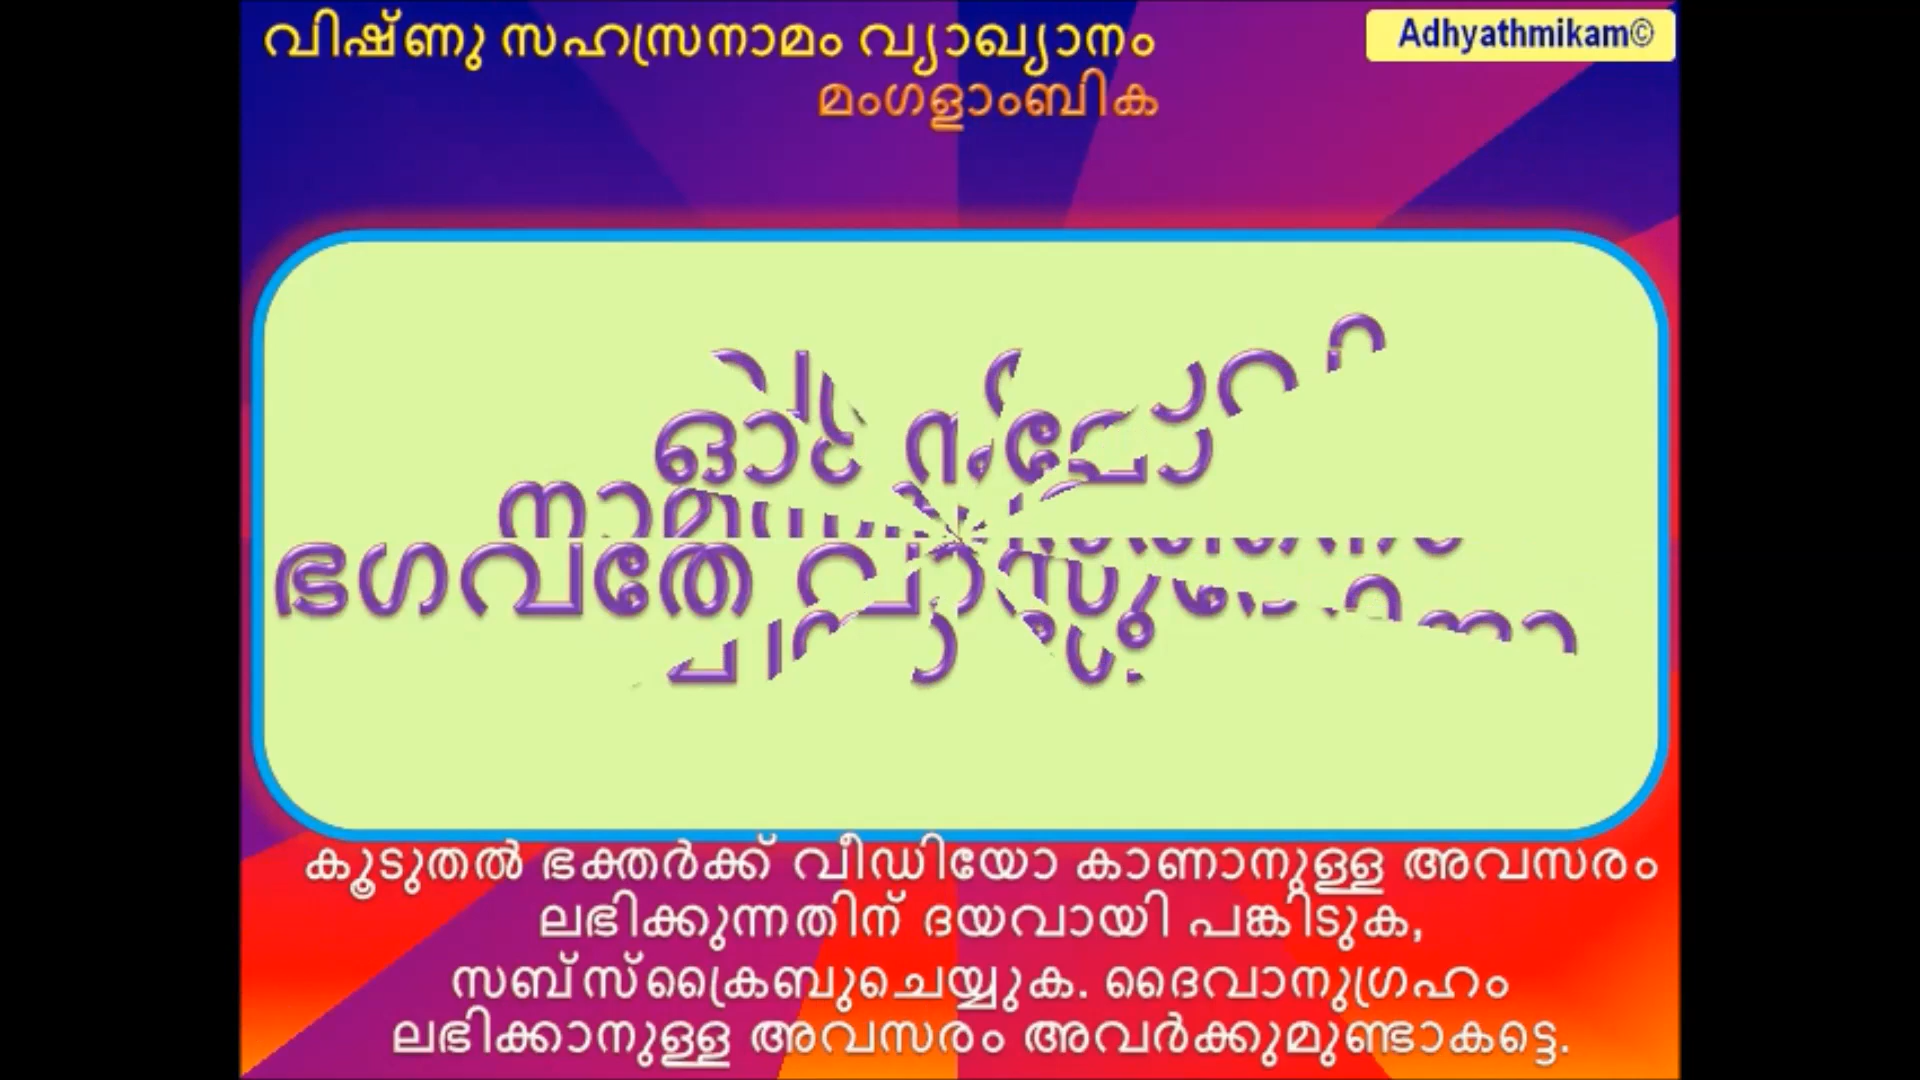 വിഷ്ണു സഹസ്രനാമം വ്യാഖ്യാനം
Adhyathmikam©
മംഗളാംബിക
ഭഗവതേ
കൂടുതൽ ഭക്തർക്ക് വീഡിയോ കാണാനുള്ള അവസരം
ലഭിക്കുന്നതിന് ദയവായി പങ്കിടുക,
സബ്സ്ക്രൈബുചെയ്യുക. ദൈവാനുഗ്രഹം
ലഭിക്കാനുള്ള അവസരം അവർക്കുമുണ്ടാകട്ടെ.